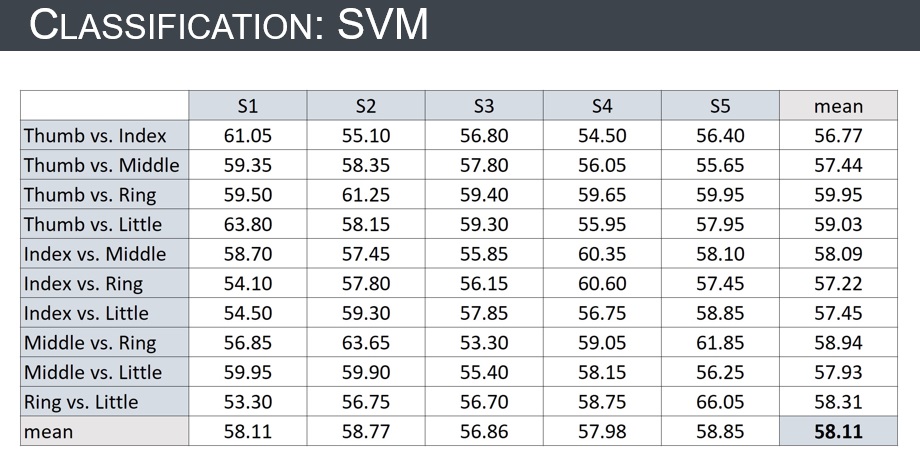 CLASSIFICATION: SVM
S1 S2 S3 S4 S5 mean
Thumb vs. Index 61.05 55.10 56.80 54.50 56.40 56.77
Thumb vs. Middle 59.35 58.35 57.80 56.05 55.65 57.44
Thumb vs. Ring 59.50 61.25 59.40 59.65 59.95 59.95
Thumb vs. Little 63.80 58.15 59.30 55.95 57.95 59.03
Index vs. Middle 58.70 57.45 55.85 60.35 58.10 58.09
Index vs. Ring 54.10 57.80 56.15 60.60 57.45 57.22
Index vs. Little 54.50 59.30 57.85 56.75 58.85 57.45
Middle vs. Ring 56.85 63.65 53.30 59.05 61.85 58.94
Middle vs. Little 59.95 59.90 55.40 58.15 56.25 57.93
Ring vs. Little 53.30 56.75 56.70 58.75 66.05 58.31
mean 58.11 58.77 56.86 57.98 58.85 58.11